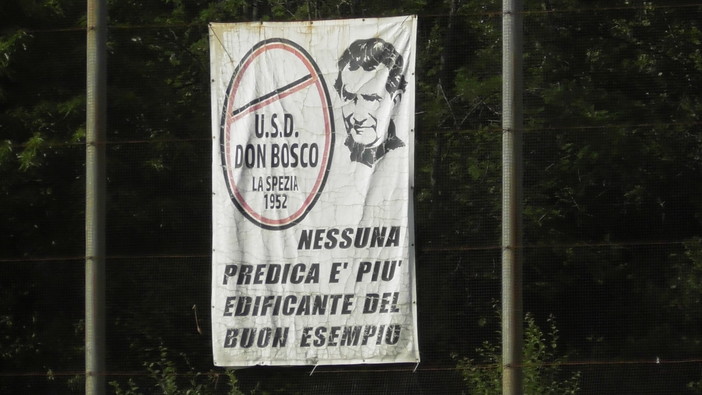 U.S.D.
DON BOSCO
LA SPEZIA
1952
NESSUNA
PREDICA E' PIU'
EDIFICANTE DEL
BUON ESEMPIO